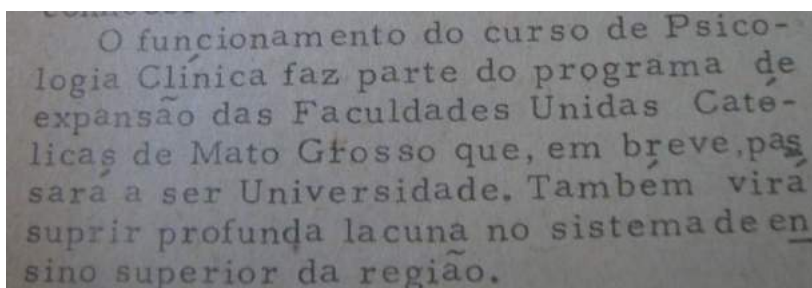 O funcionamento do curso de Psico-
logia Clínica faz parte do programa de
expansão das Faculdades Unidas Cató-
licas de Mato Grosso que, em breve, pas
sará a ser Universidade. Também virá
suprir profunda lacuna no sistema de en
sino superior da região.